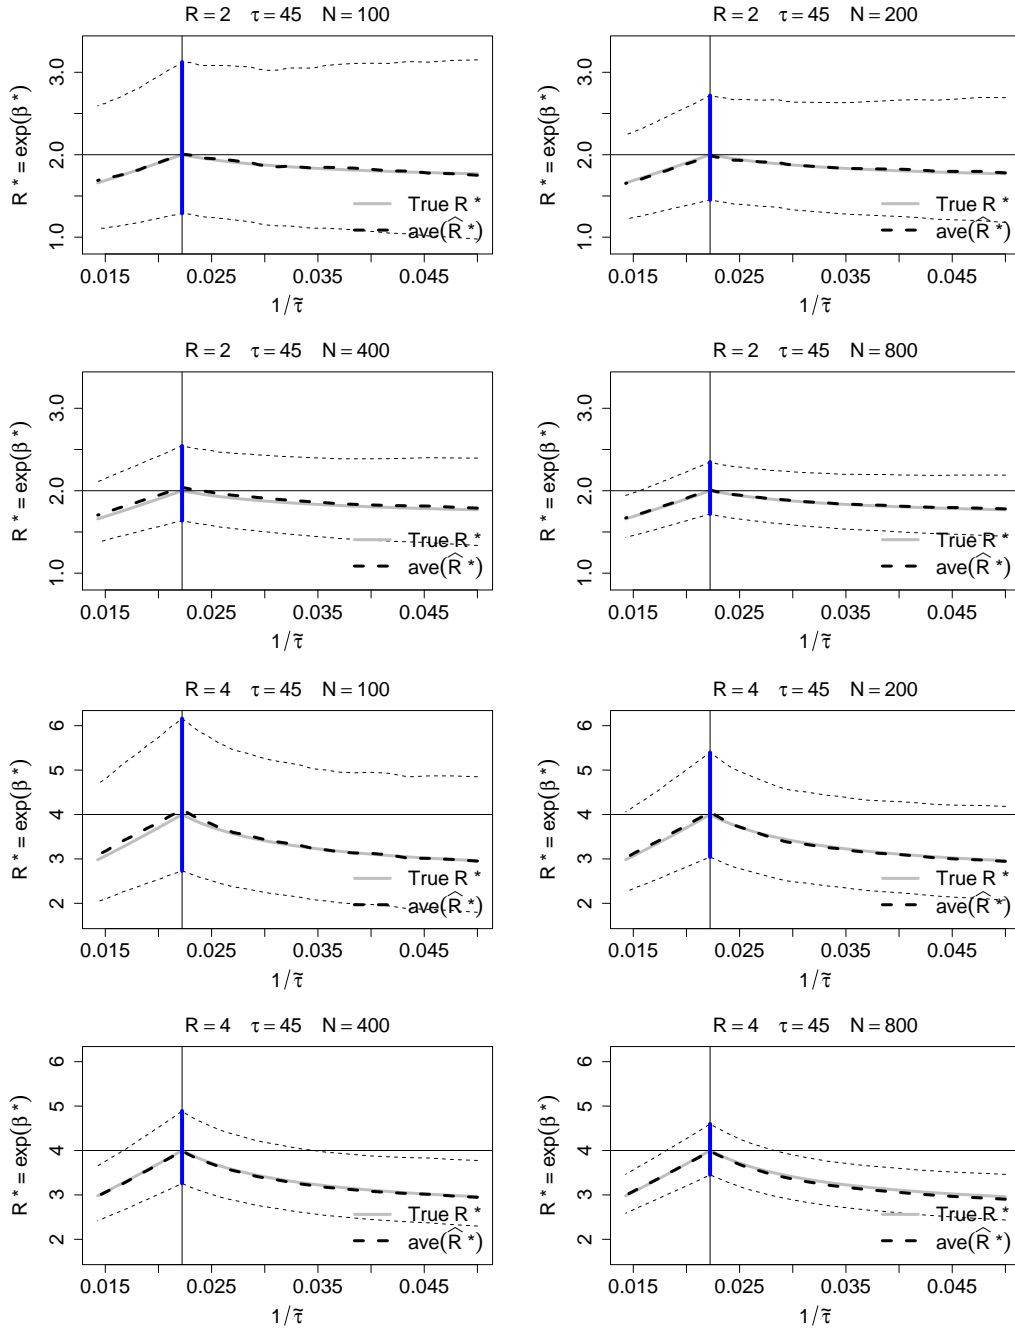 R = 2 τ = 45 N = 100
R * = exp(β *)
3.0
2.0
1.0
True R *
ave(R̂ *)
0.015 0.025 0.035 0.045
1/τ̃
R = 2 τ = 45 N = 200
R * = exp(β *)
3.0
2.0
1.0
True R *
ave(R̂ *)
0.015 0.025 0.035 0.045
1/τ̃
R = 2 τ = 45 N = 400
R * = exp(β *)
3.0
2.0
1.0
True R *
ave(R̂ *)
0.015 0.025 0.035 0.045
1/τ̃
R = 2 τ = 45 N = 800
R * = exp(β *)
3.0
2.0
1.0
True R *
ave(R̂ *)
0.015 0.025 0.035 0.045
1/τ̃
R = 4 τ = 45 N = 100
R * = exp(β *)
6
5
4
3
2
True R *
ave(R̂ *)
0.015 0.025 0.035 0.045
1/τ̃
R = 4 τ = 45 N = 200
R * = exp(β *)
6
5
4
3
2
True R *
ave(R̂ *)
0.015 0.025 0.035 0.045
1/τ̃
R = 4 τ = 45 N = 400
R * = exp(β *)
6
5
4
3
2
True R *
ave(R̂ *)
0.015 0.025 0.035 0.045
1/τ̃
R = 4 τ = 45 N = 800
R * = exp(β *)
6
5
4
3
2
True R *
ave(R̂ *)
0.015 0.025 0.035 0.045
1/τ̃